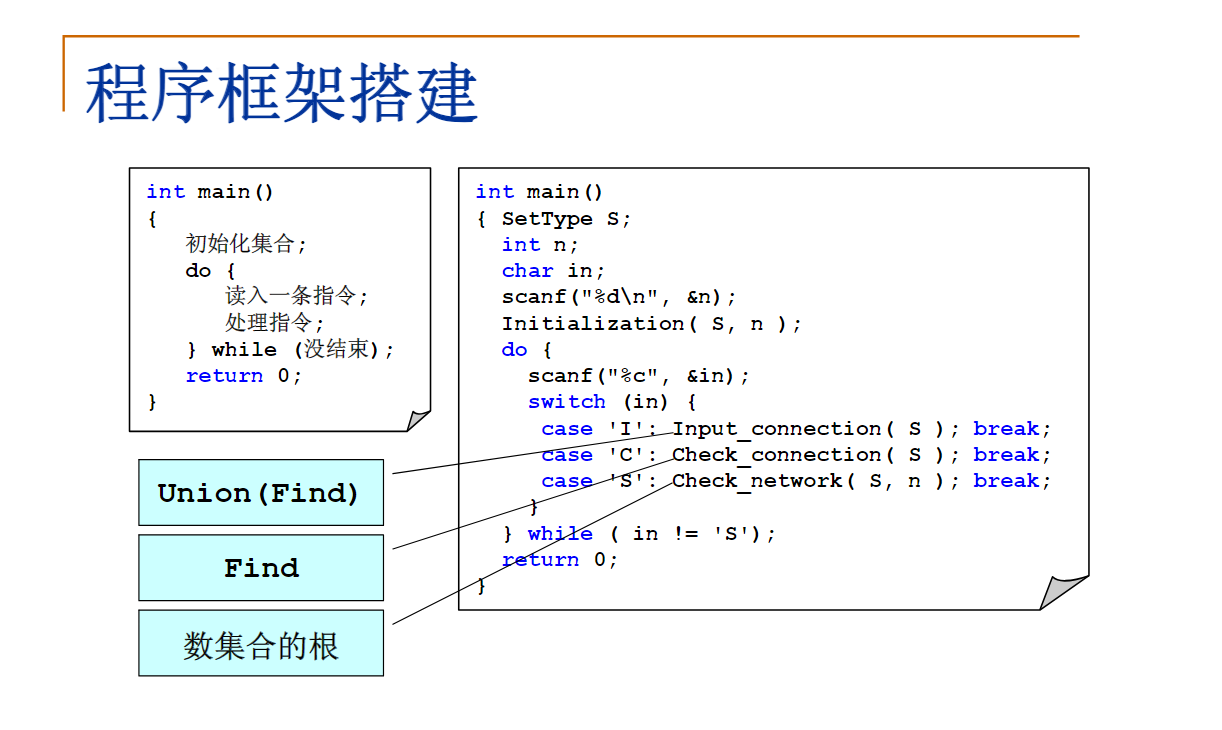 程序框架搭建
int main()
{
初始化集合;
do {
读入一条指令;
处理指令;
} while (没结束);
return 0;
}
int main()
{ SetType S;
int n;
char in;
scanf("%d\n", &n);
Initialization( S, n );
do {
scanf("%c", &in);
switch (in) {
case 'I': Input_connection( S ); break;
case 'C': Check_connection( S ); break;
case 'S': Check_network( S, n ); break;
}
} while ( in != 'S');
return 0;
}
Union(Find)
Find
数集合的根